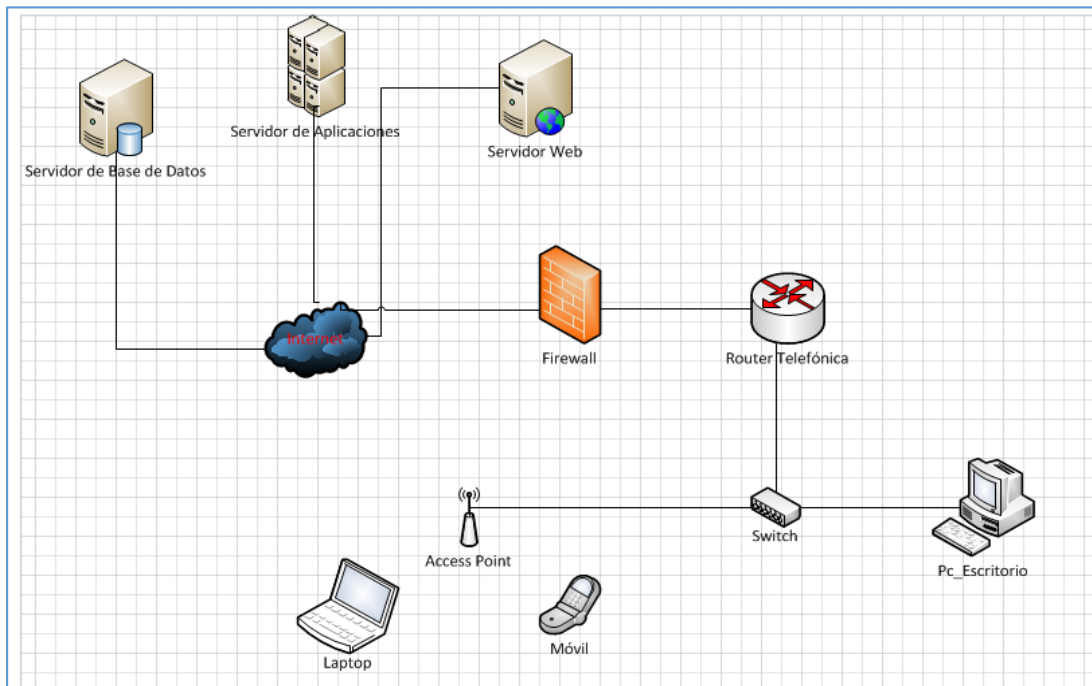 Servidor de Aplicaciones
Servidor Web
Servidor de Base de Datos
Internet
Firewall
Router Telefónica
Switch
Access Point
Pc_Escritorio
Móvil
Laptop